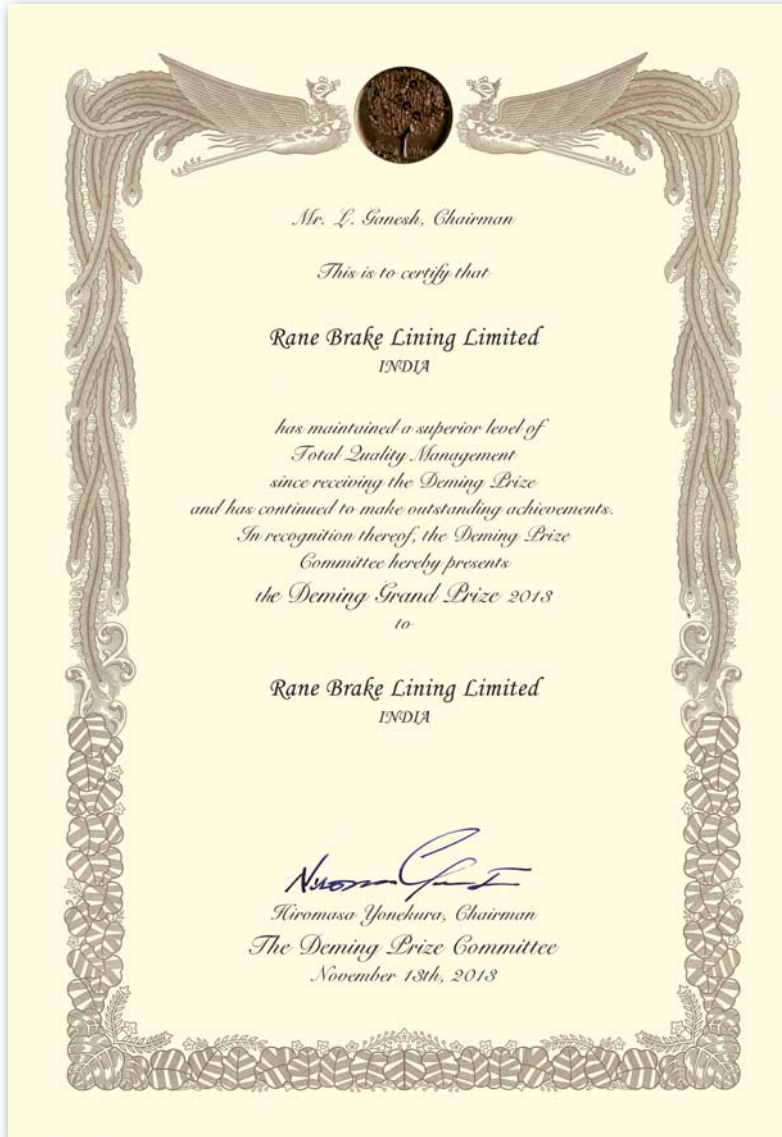 Mr. L. Ganesh, Chairman
This is to certify that
Rane Brake Lining Limited
INDIA
has maintained a superior level of
Total Quality Management
since receiving the Deming Prize
and has continued to make outstanding achievements.
In recognition thereof, the Deming Prize
Committee hereby presents
the Deming Grand Prize 2013
to
Rane Brake Lining Limited
INDIA
Hiromasa Yonekura, Chairman
The Deming Prize Committee
November 13th, 2013